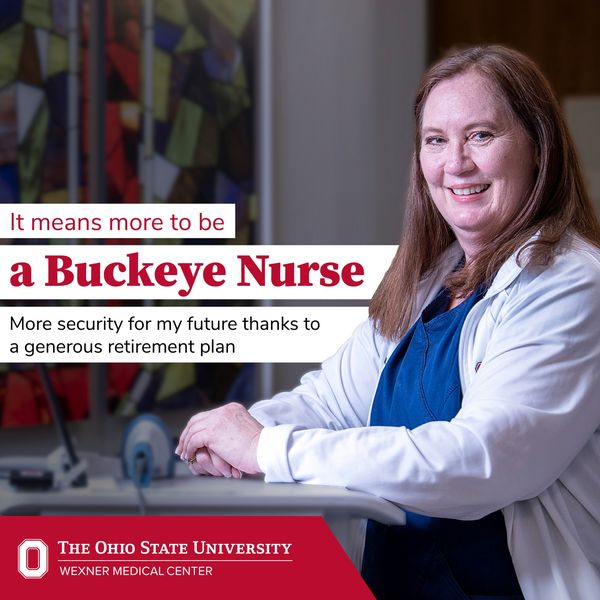 It means more to be
a Buckeye Nurse
More security for my future thanks to
a generous retirement plan
THE OHIO STATE UNIVERSITY
WEXNER MEDICAL CENTER